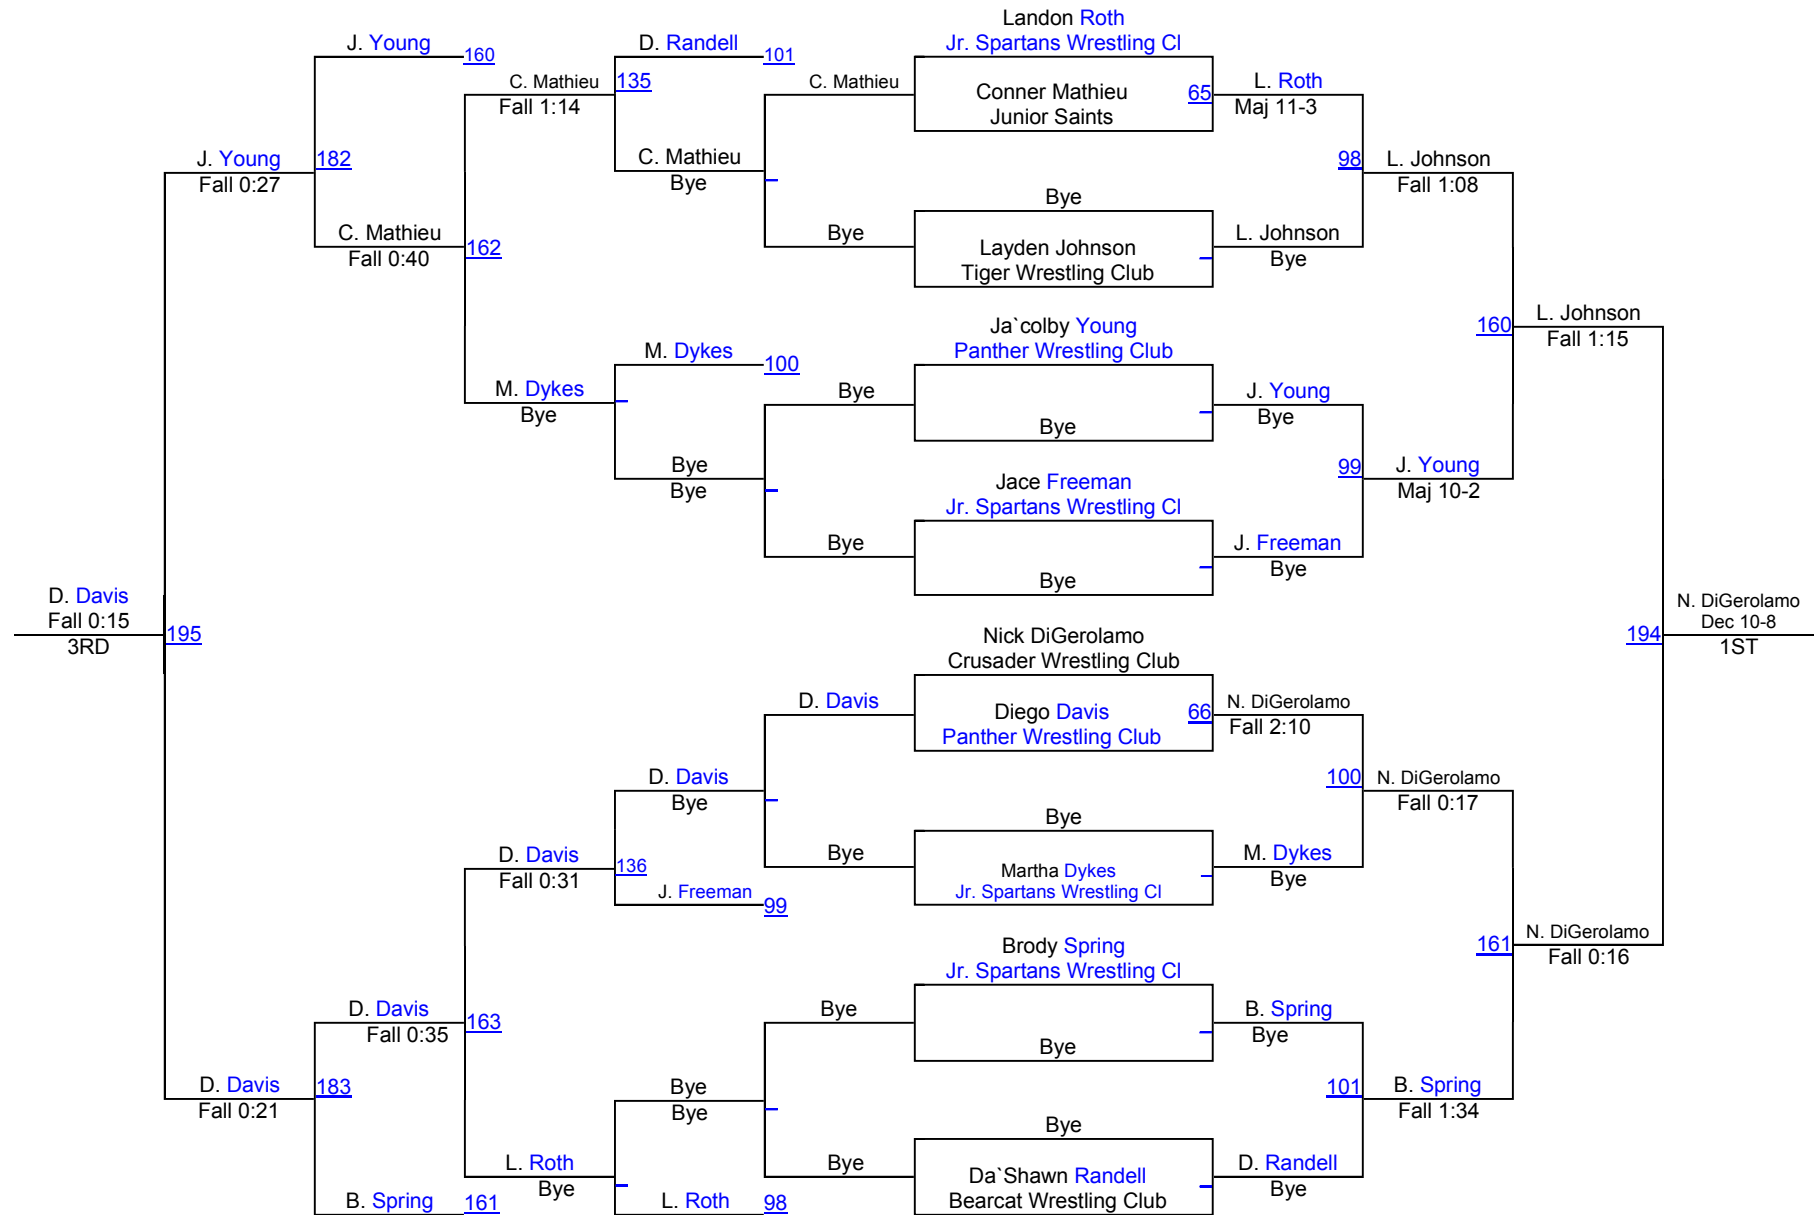 Landon Roth
J. Young
D. Randell
Jr. Spartans Wrestling Cl
160
101
C. Mathieu
135
C. Mathieu
L. Roth
Fall 1:14
Conner Mathieu
65
Maj 11-3
Junior Saints
J. Young
182
C. Mathieu
98
L. Johnson
Fall 0:27
Bye
Fall 1:08
Bye
C. Mathieu
162
Bye
L. Johnson
Fall 0:40
Layden Johnson
Bye
Tiger Wrestling Club
Ja`colby Young
160
L. Johnson
M. Dykes
100
Panther Wrestling Club
Fall 1:15
M. Dykes
Bye
J. Young
Bye
Bye
Bye
Bye
99
J. Young
Bye
Jace Freeman
Maj 10-2
Jr. Spartans Wrestling Cl
Bye
J. Freeman
Bye
Bye
D. Davis
Fall 0:15
195
3RD
N. DiGerolamo
Dec 10-8
194
1ST
Nick DiGerolamo
Crusader Wrestling Club
D. Davis
Diego Davis
66
N. DiGerolamo
Panther Wrestling Club
Fall 2:10
D. Davis
100
N. DiGerolamo
Bye
Fall 0:17
Bye
D. Davis
136
Bye
M. Dykes
Fall 0:31
Martha Dykes
Bye
J. Freeman
99
Jr. Spartans Wrestling Cl
Brody Spring
161
N. DiGerolamo
Jr. Spartans Wrestling Cl
Fall 0:16
D. Davis
163
Bye
B. Spring
Fall 0:35
Bye
Bye
D. Davis
183
Bye
101
B. Spring
Fall 0:21
Bye
Fall 1:34
Bye
L. Roth
Bye
Da`Shawn Randell
D. Randell
Bye
Bearcat Wrestling Club
Bye
B. Spring
161
L. Roth
98